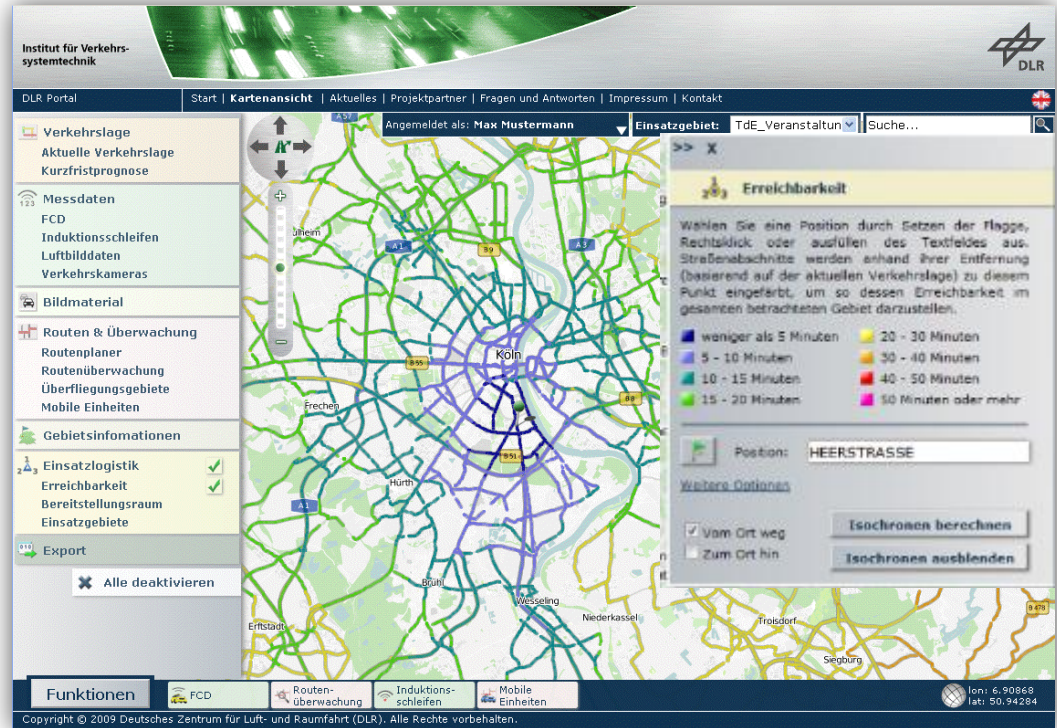 Institut für Verkehrs-
systemtechnik
DLR
DLR Portal
Start | Kartenansicht | Aktuelles | Projektpartner | Fragen und Antworten | Impressum | Kontakt
Angemeldet als: Max Mustermann
Einsatzgebiet:
TdE_Veranstaltun
Suche...
Verkehrslage
Aktuelle Verkehrslage
Kurzfristprognose
123
Messdaten
FCD
Induktionsschleifen
Luftbilddaten
Verkehrskameras
Bildmaterial
Routen & Überwachung
Routenplaner
Routenüberwachung
Überfliegungsgebiete
Mobile Einheiten
Gebietsinfomationen
Einsatzlogistik
Erreichbarkeit
Bereitstellungsraum
Einsatzgebiete
Export
Alle deaktivieren
A57
A1
B9
A3
Köln
B55
B8
Frechen
B51
Hürth
A1
Brühl
Wesseling
Niederkassel
Erftstadt
Troisdorf
Siegburg
B 478
>> X
Erreichbarkeit
Wählen Sie eine Position durch Setzen der Flagge,
Rechtsklick oder ausfüllen des Textfeldes aus.
Straßenabschnitte werden anhand ihrer Entfernung
(basierend auf der aktuellen Verkehrslage) zu diesem
Punkt eingefärbt, um so dessen Erreichbarkeit im
gesamten betrachteten Gebiet darzustellen.
weniger als 5 Minuten
20 - 30 Minuten
5 - 10 Minuten
30 - 40 Minuten
10 - 15 Minuten
40 - 50 Minuten
15 - 20 Minuten
50 Minuten oder mehr
Position:
HEERSTRASSE
Weitere Optionen
Vom Ort weg
Isochronen berechnen
Zum Ort hin
Isochronen ausblenden
Funktionen
FCD
Routen-
überwachung
Induktions-
schleifen
Mobile
Einheiten
lon: 6.90868
lat: 50.94284
Copyright © 2009 Deutsches Zentrum für Luft- und Raumfahrt (DLR). Alle Rechte vorbehalten.